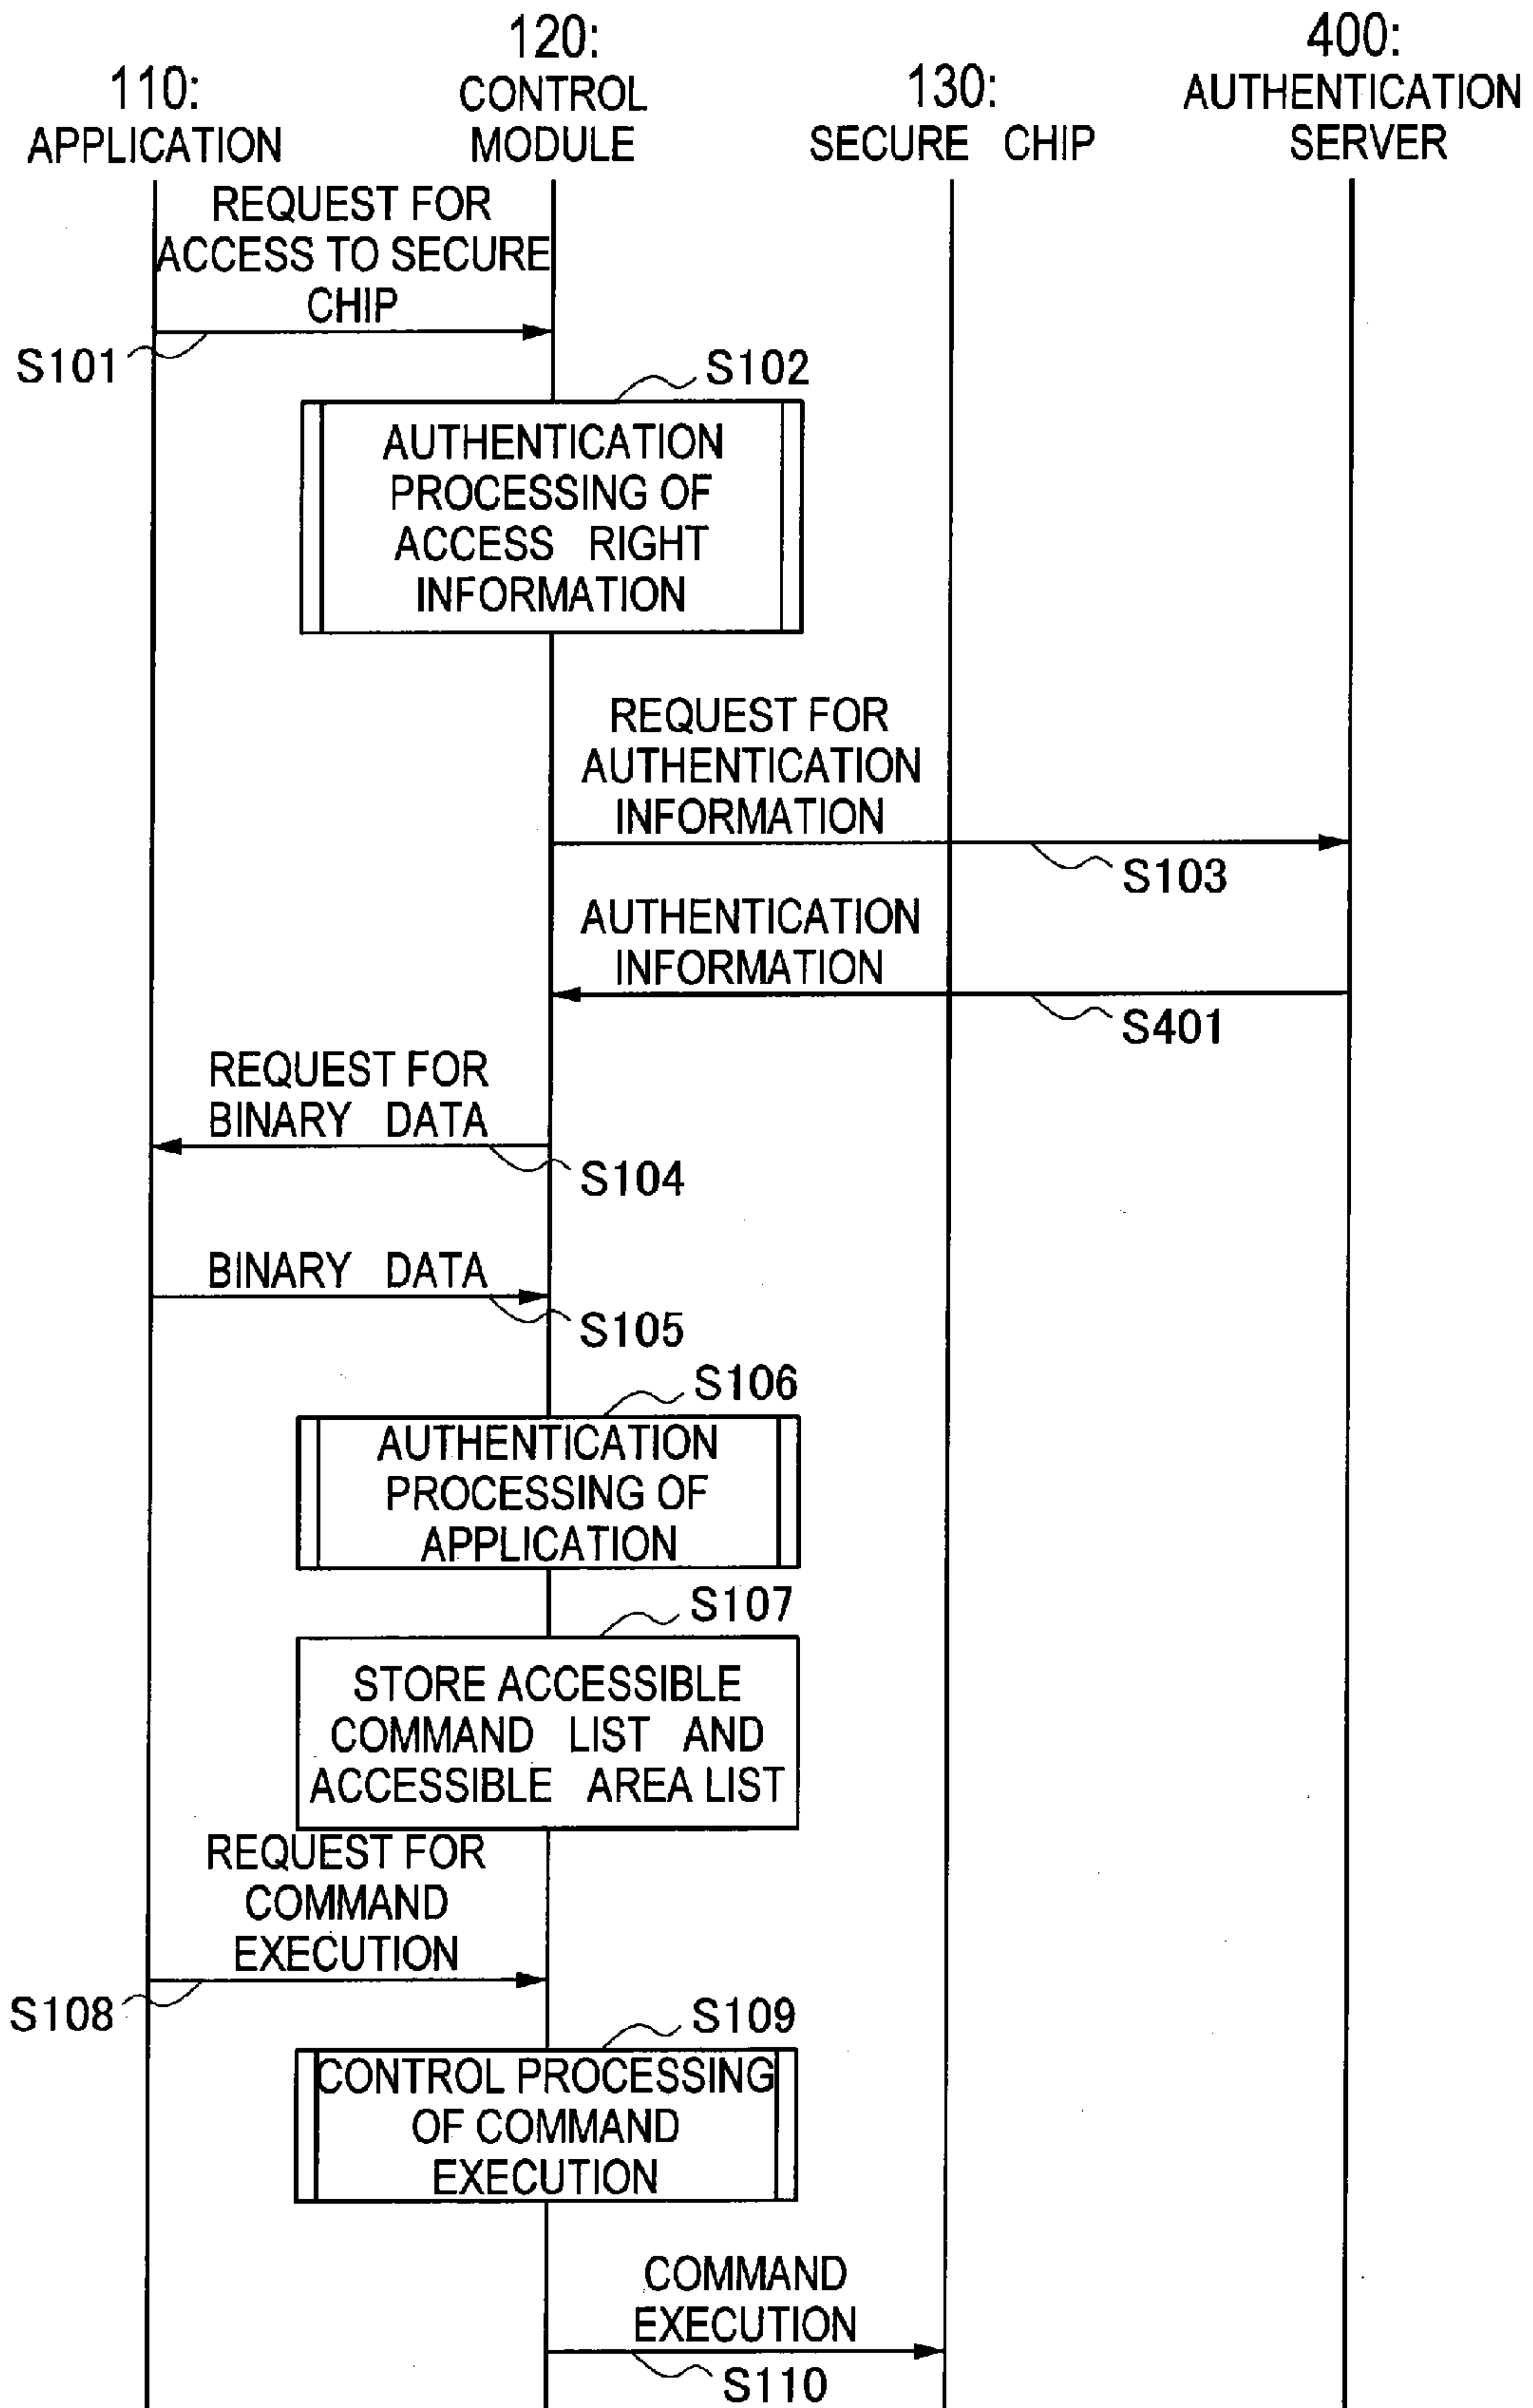 110:
APPLICATION
120:
CONTROL
MODULE
130:
SECURE CHIP
400:
AUTHENTICATION
SERVER
REQUEST FOR
ACCESS TO SECURE
CHIP
S101
S102
AUTHENTICATION
PROCESSING OF
ACCESS RIGHT
INFORMATION
REQUEST FOR
AUTHENTICATION
INFORMATION
S103
AUTHENTICATION
INFORMATION
S401
REQUEST FOR
BINARY DATA
S104
BINARY DATA
S105
S106
AUTHENTICATION
PROCESSING OF
APPLICATION
S107
STORE ACCESSIBLE
COMMAND LIST AND
ACCESSIBLE AREA LIST
REQUEST FOR
COMMAND
EXECUTION
S108
S109
CONTROL PROCESSING
OF COMMAND
EXECUTION
COMMAND
EXECUTION
S110